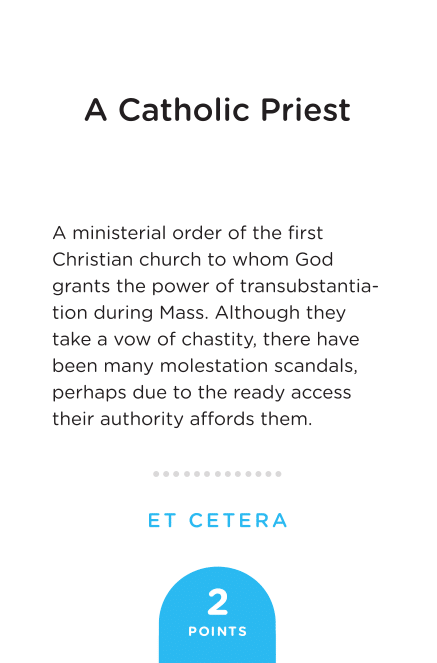 A Catholic Priest
A ministerial order of the first
Christian church to whom God
grants the power of transubstantia-
tion during Mass. Although they
take a vow of chastity, there have
been many molestation scandals,
perhaps due to the ready access
their authority affords them.
ET CETERA
2
POINTS